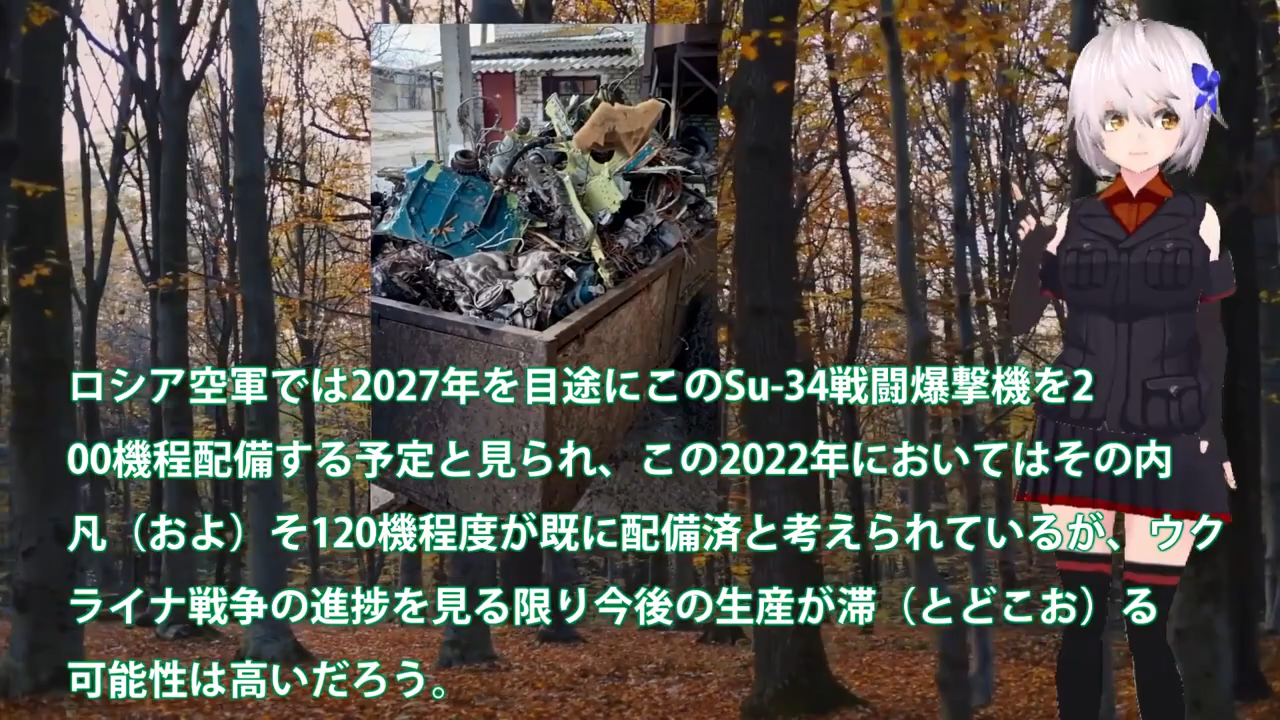 ロシア空軍では2027年を目途にこのSu-34戦闘爆撃機を2
00機程配備する予定と見られ、この2022年においてはその内
凡（およ）そ120機程度が既に配備済と考えられているが、ウク
ライナ戦争の進捗を見る限り今後の生産が滞（とどこお）る
可能性は高いだろう。